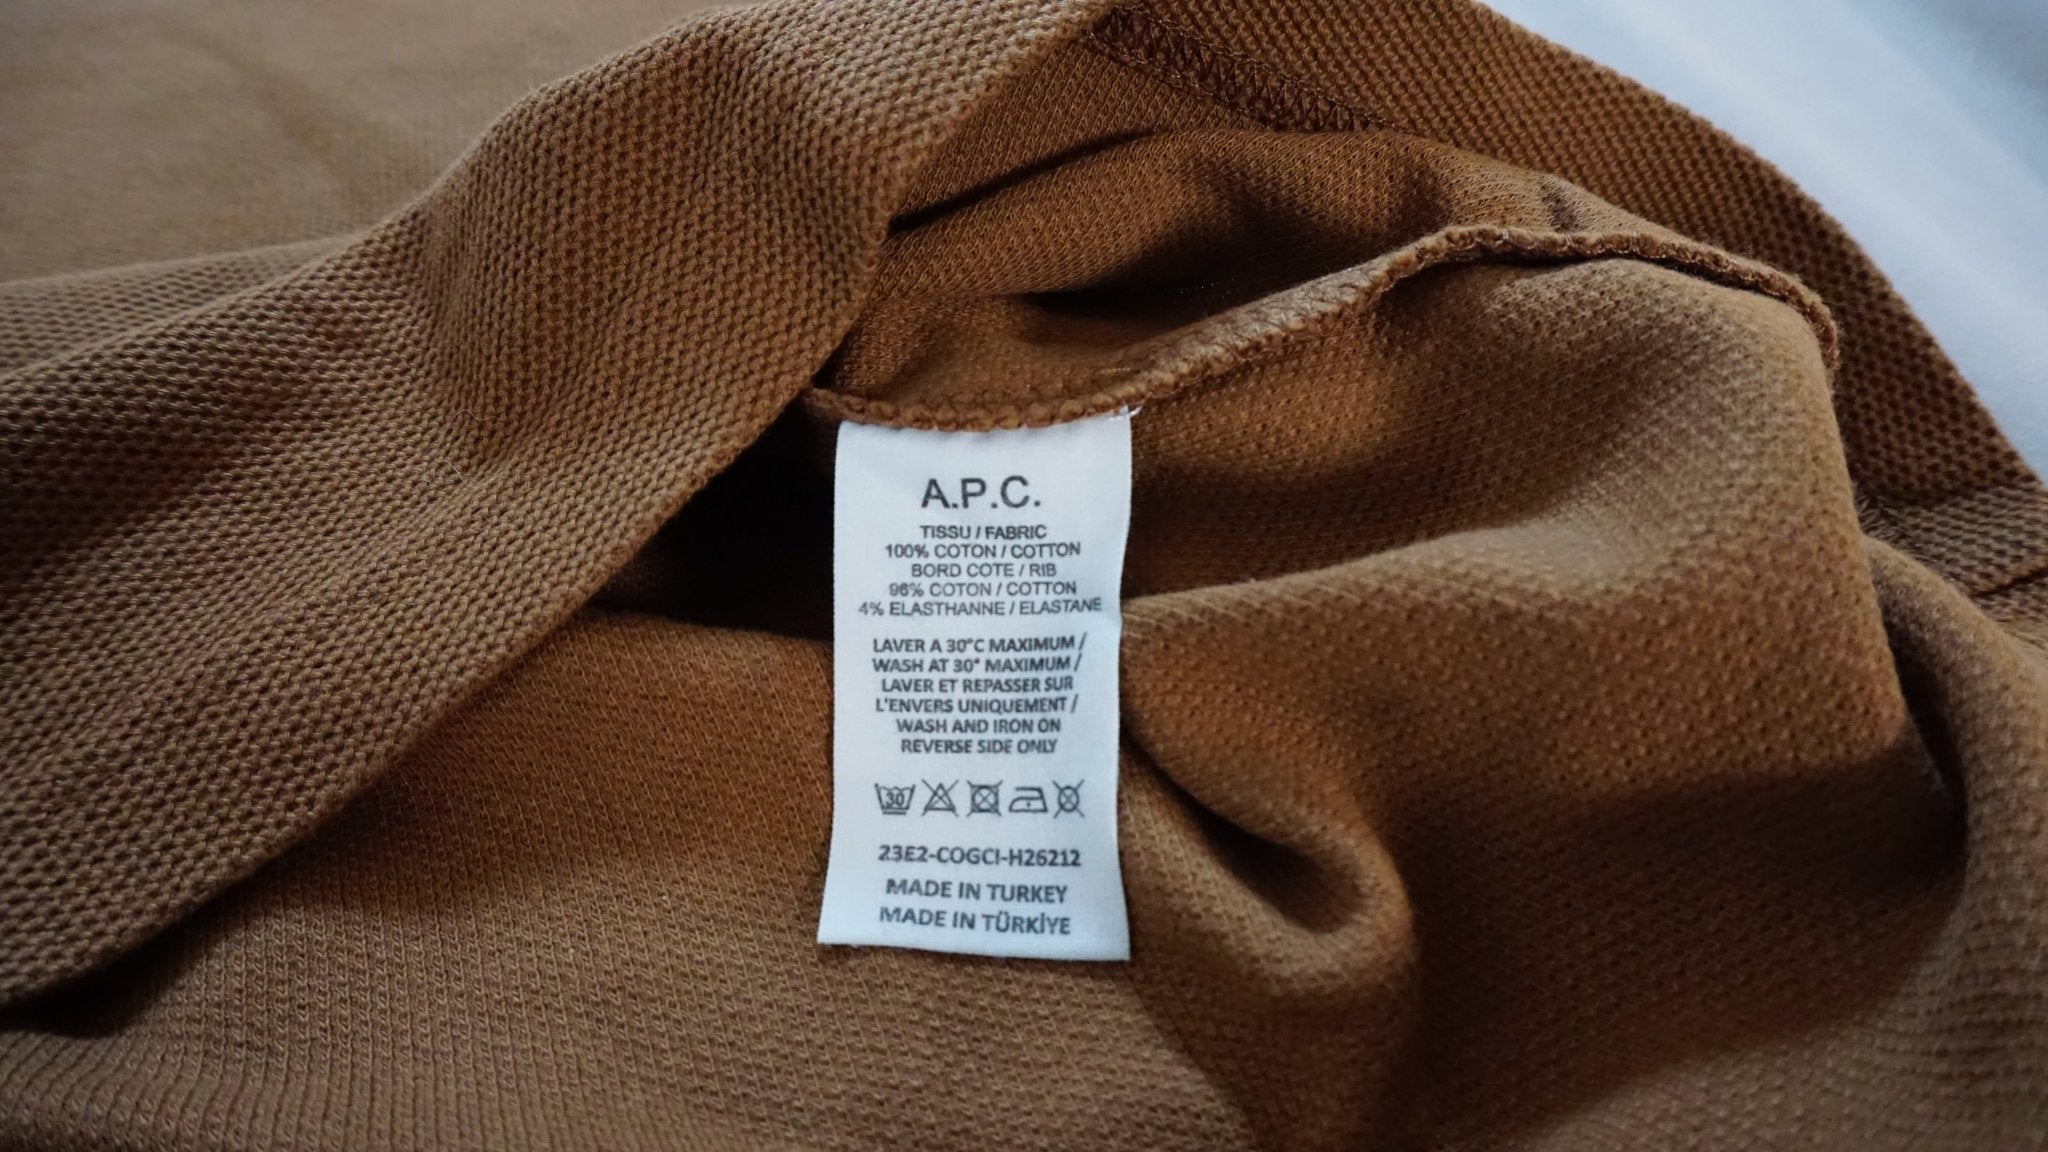 A.P.C.
TISSU / FABRIC
100% COTON / COTTON
BORD COTE / RIB
96% COTON / COTTON
4% ELASTHANNE / ELASTANE
LAVER A 30°C MAXIMUM /
WASH AT 30° MAXIMUM /
LAVER ET REPASSER SUR
L'ENVERS UNIQUEMENT /
WASH AND IRON ON
REVERSE SIDE ONLY
30
23E2-COGCI-H26212
MADE IN TURKEY
MADE IN TÜRKİYE